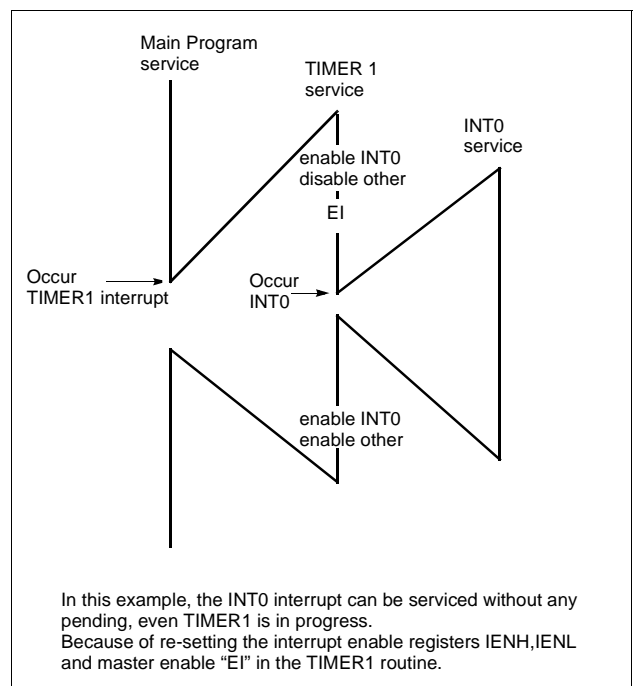 Main Program
service
TIMER 1
service
INT0
service
enable INT0
disable other
EI
Occur
TIMER1 interrupt
Occur
INT0
enable INT0
enable other
In this example, the INT0 interrupt can be serviced without any
pending, even TIMER1 is in progress.
Because of re-setting the interrupt enable registers IENH,IENL
and master enable “EI” in the TIMER1 routine.